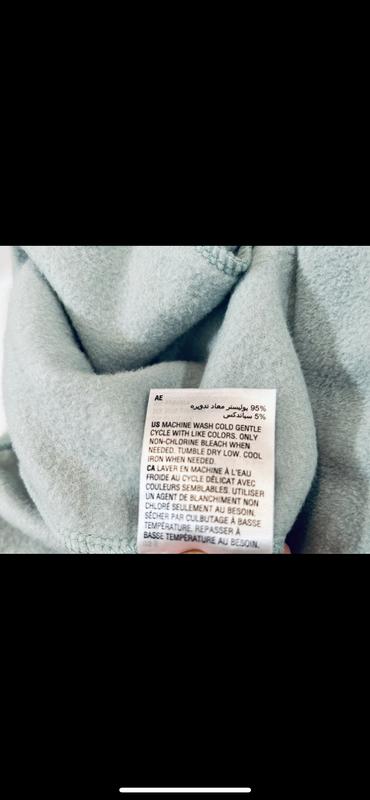 AE
95% بوليستر معاد تدويره
5% سباندكس
US MACHINE WASH COLD GENTLE
CYCLE WITH LIKE COLORS. ONLY
NON-CHLORINE BLEACH WHEN
NEEDED. TUMBLE DRY LOW. COOL
IRON WHEN NEEDED.
CA LAVER EN MACHINE À L'EAU
FROIDE AU CYCLE DÉLICAT AVEC
COULEURS SEMBLABLES. UTILISER
UN AGENT DE BLANCHIMENT NON
CHLORÉ SEULEMENT AU BESOIN.
SÉCHER PAR CULBUTAGE À BASSE
TEMPÉRATURE. REPASSER À
BASSE TEMPÉRATURE AU BESOIN.